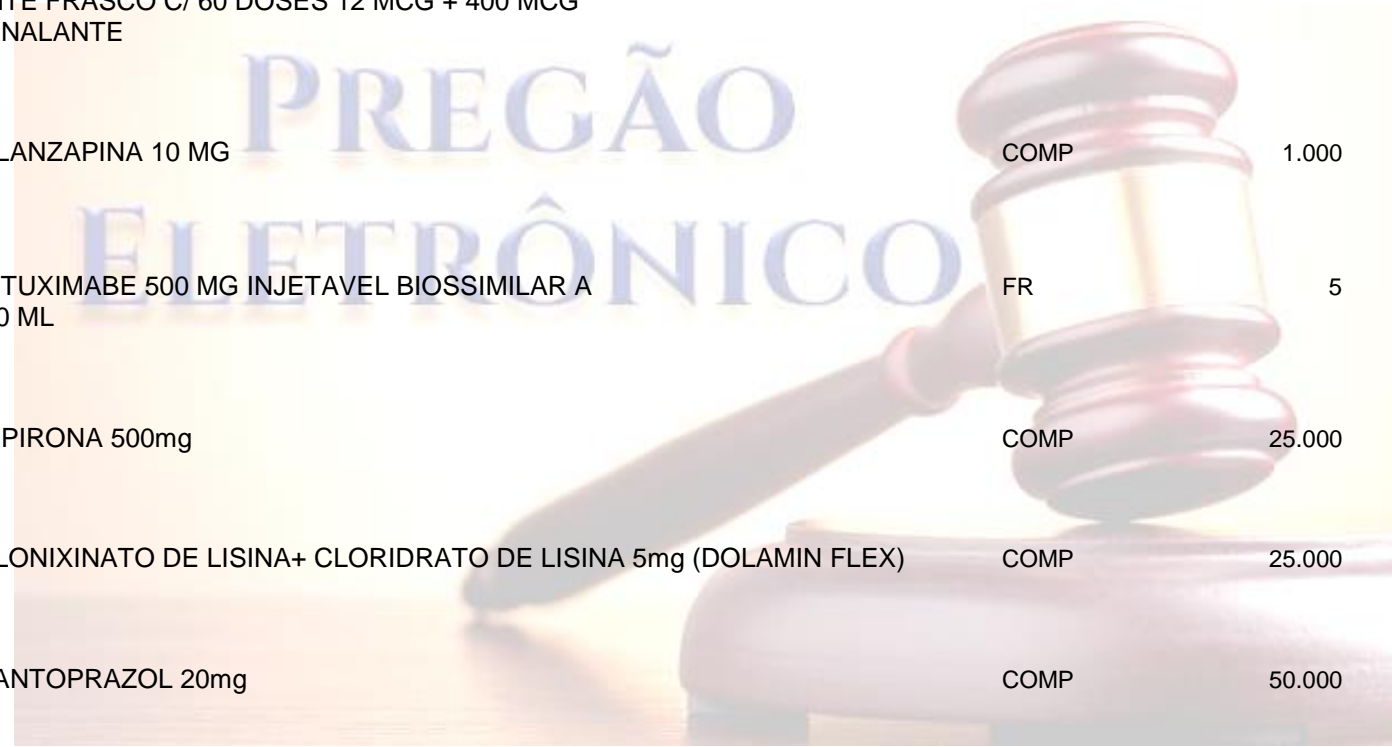 ITE FRASCO C/ 60 DOSES 12 MCG + 400 MCG
NALANTE
PREGÃO
LANZAPINA 10 MG COMP 1.000
ELETRÔNICO
TUXIMABE 500 MG INJETAVEL BIOSSIMILAR A FR 5
0 ML
PIRONA 500mg COMP 25.000
LONIXINATO DE LISINA+ CLORIDRATO DE LISINA 5mg (DOLAMIN FLEX) COMP 25.000
ANTOPRAZOL 20mg COMP 50.000